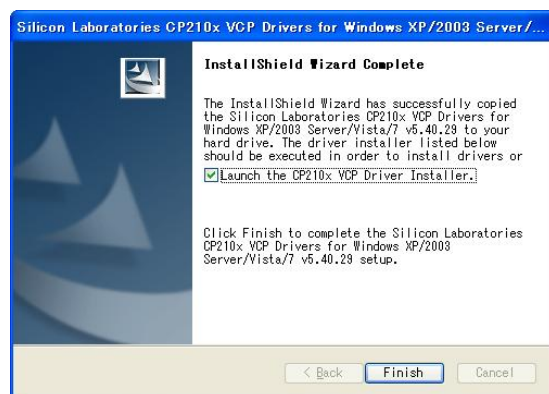 Silicon Laboratories CP210x VCP Drivers for Windows XP/2003 Server/...
InstallShield Wizard Complete
The InstallShield Wizard has successfully copied
the Silicon Laboratories CP210x VCP Drivers for
Windows XP/2003 Server/Vista/7 v5.40.29 to your
hard drive. The driver installer listed below
should be executed in order to install drivers or
Launch the CP210x VCP Driver Installer.
Click Finish to complete the Silicon Laboratories
CP210x VCP Drivers for Windows XP/2003
Server/Vista/7 v5.40.29 setup.
< Back Finish Cancel